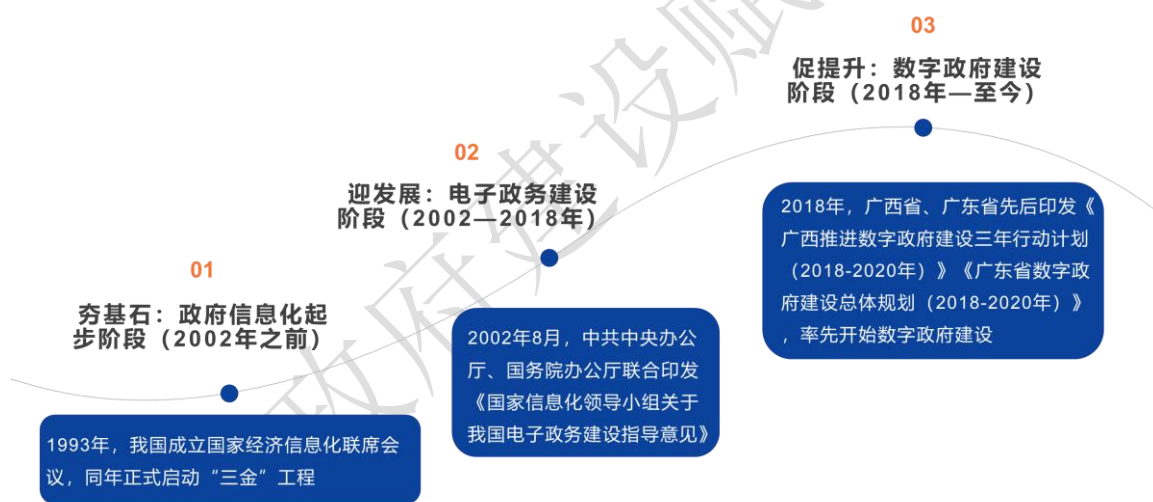 01
夯基石：政府信息化起
步阶段（2002年之前）
1993年，我国成立国家经济信息化联席会
议，同年正式启动“三金”工程
02
迎发展：电子政务建设
阶段（2002—2018年）
2002年8月，中共中央办公
厅、国务院办公厅联合印发
《国家信息化领导小组关于
我国电子政务建设指导意见》
03
促提升：数字政府建设
阶段（2018年—至今）
2018年，广西省、广东省先后印发《
广西推进数字政府建设三年行动计划
（2018-2020年）》《广东省数字政
府建设总体规划（2018-2020年）》
，率先开始数字政府建设
政府建设赋